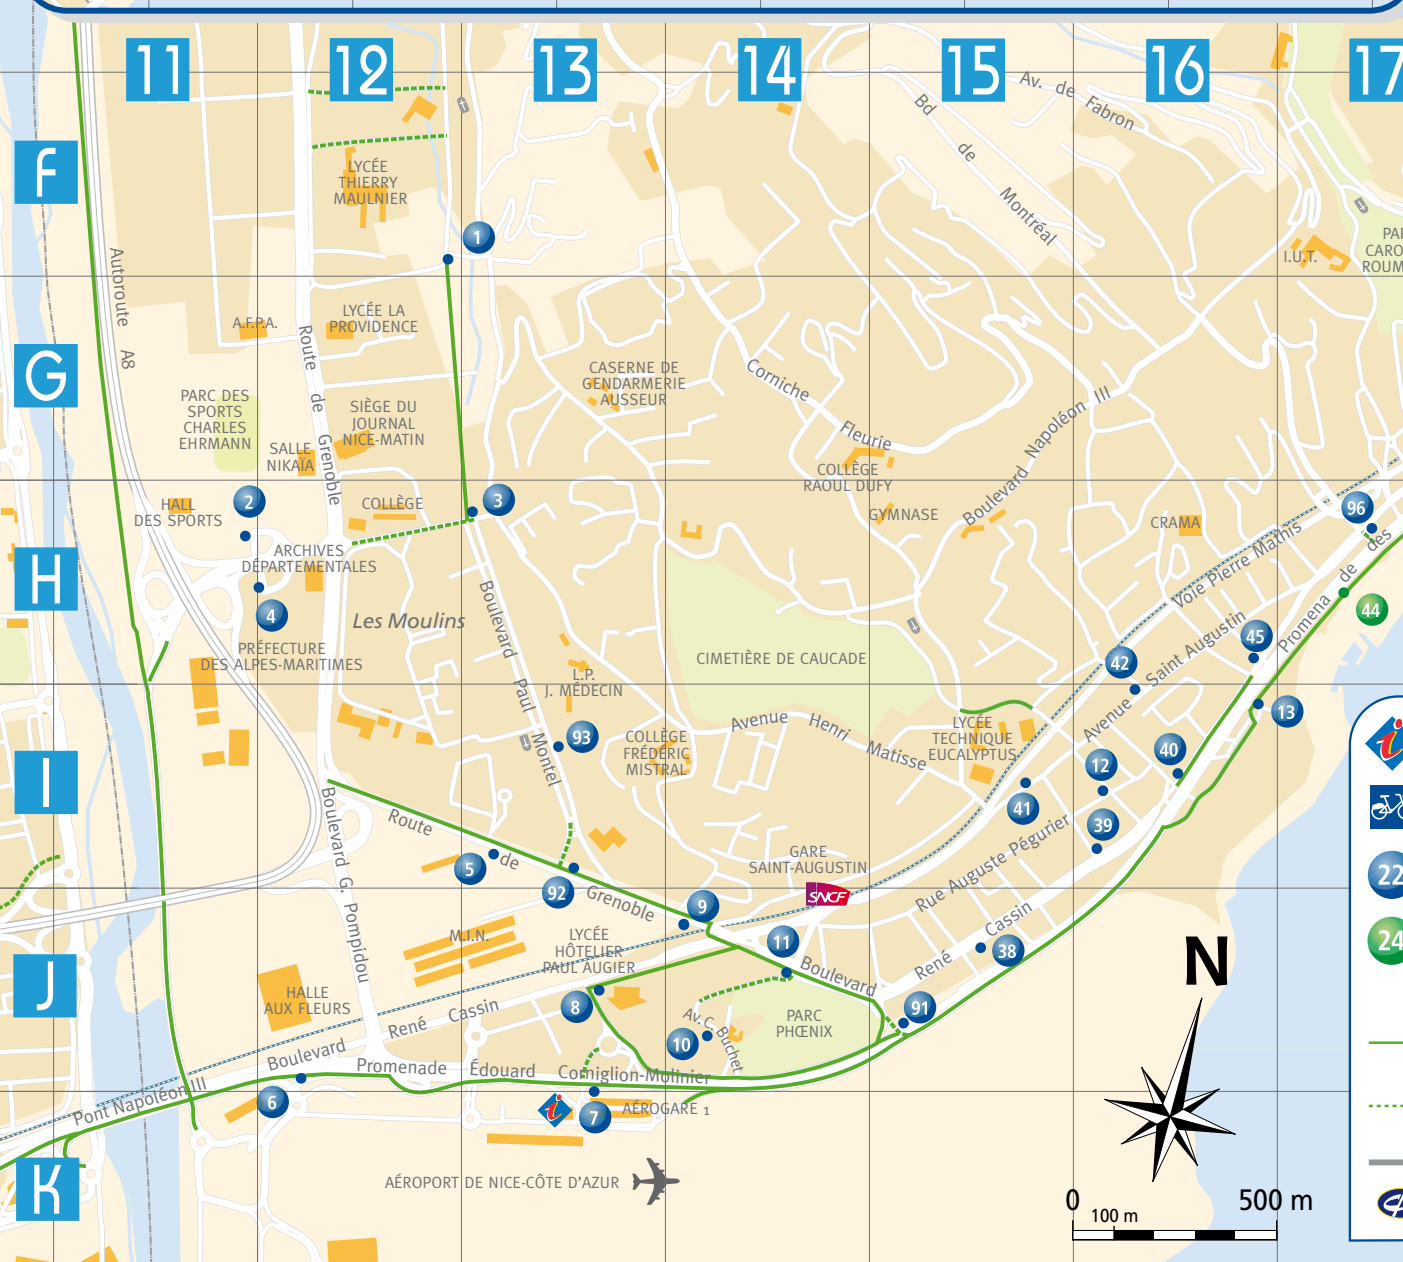 11
12
13
14
15
16
17
F
G
H
I
J
K
Av. de Fabron
Bd de Montréal
LYCÉE
THIERRY
MAULNIER
1
I.U.T.
PAR
CARO
ROUM
Autoroute A8
A.F.P.A.
Route de Grenoble
LYCÉE LA
PROVIDENCE
CASERNE DE
GENDARMERIE
AUSSEUR
Corniche Fleurie
Boulevard Napoléon III
PARC DES
SPORTS
CHARLES
EHRMANN
SIÈGE DU
JOURNAL
NICE-MATIN
SALLE
NIKAÏA
COLLÈGE
RAOUL DUFY
HALL
DES SPORTS
2
COLLÈGE
3
GYMNASE
CRAMA
96
Voie Pierre Mathis
Promena de des
ARCHIVES
DÉPARTEMENTALES
4
Les Moulins
Boulevard Paul Montel
44
45
42
Avenue Saint Augustin
PRÉFECTURE
DES ALPES-MARITIMES
CIMETIÈRE DE CAUCADE
L.P.
J. MÉDECIN
13
93
COLLÈGE
FRÉDÉRIC
MISTRAL
Avenue Henri Matisse
LYCÉE
TECHNIQUE
EUCALYPTUS
12
40
41
39
Rue Auguste Pégurier
Boulevard G. Pompidou
Route de Grenoble
5
92
GARE
SAINT-AUGUSTIN
SNCF
9
22
M.I.N.
LYCÉE
HÔTELIER
PAUL AUGIER
11
Boulevard
René Cassin
38
24
N
HALLE
AUX FLEURS
8
91
PARC
PHŒNIX
Av. C. Buchet
10
Boulevard René Cassin
Promenade Édouard Corniglion-Molinier
Pont Napoléon III
6
7
AÉROGARE 1
AÉROPORT DE NICE-CÔTE D'AZUR
0
100 m
500 m